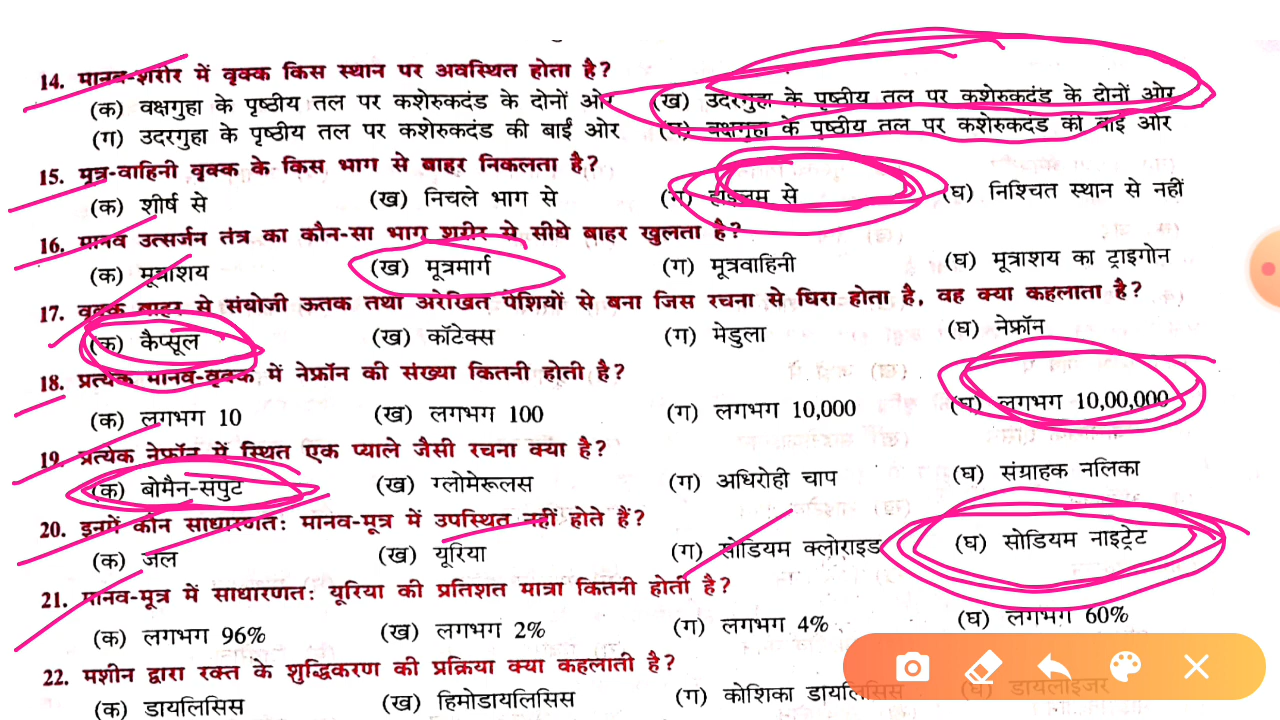 14. मानव-शरीर में वृक्क किस स्थान पर अवस्थित होता है?
(क) वक्षगुहा के पृष्ठीय तल पर कशेरुकदंड के दोनों ओर (ख) उदरगुहा के पृष्ठीय तल पर कशेरुकदंड के दोनों ओर
(ग) उदरगुहा के पृष्ठीय तल पर कशेरुकदंड की बाईं ओर (घ) वक्षगुहा के पृष्ठीय तल पर कशेरुकदंड की बाईं ओर
15. मूत्र-वाहिनी वृक्क के किस भाग से बाहर निकलता है?
(क) शीर्ष से (ख) निचले भाग से (ग) हाइलम से (घ) निश्चित स्थान से नहीं
16. मानव उत्सर्जन तंत्र का कौन-सा भाग शरीर से सीधे बाहर खुलता है?
(क) मूत्राशय (ख) मूत्रमार्ग (ग) मूत्रवाहिनी (घ) मूत्राशय का ट्राइगोन
17. वृक्क बाहर से संयोजी ऊतक तथा अरेखित पेशियों से बना जिस रचना से घिरा होता है, वह क्या कहलाता है?
(क) कैप्सूल (ख) कॉटेक्स (ग) मेडुला (घ) नेफ्रॉन
18. प्रत्येक मानव-वृक्क में नेफ्रॉन की संख्या कितनी होती है?
(क) लगभग 10 (ख) लगभग 100 (ग) लगभग 10,000 (घ) लगभग 10,00,000
19. प्रत्येक नेफ्रॉन में स्थित एक प्याले जैसी रचना क्या है?
(क) बोमैन-संपुट (ख) ग्लोमेरूलस (ग) अधिरोही चाप (घ) संग्राहक नलिका
20. इनमें कौन साधारणतः मानव-मूत्र में उपस्थित नहीं होते हैं?
(क) जल (ख) यूरिया (ग) सोडियम क्लोराइड (घ) सोडियम नाइट्रेट
21. मानव-मूत्र में साधारणतः यूरिया की प्रतिशत मात्रा कितनी होती है?
(क) लगभग 96% (ख) लगभग 2% (ग) लगभग 4% (घ) लगभग 60%
22. मशीन द्वारा रक्त के शुद्धिकरण की प्रक्रिया क्या कहलाती है?
(क) डायलिसिस (ख) हिमोडायलिसिस (ग) कोशिका डायलिसिस (घ) डायलाइजर